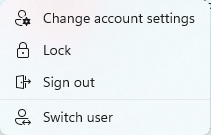 Change account settings
Lock
Sign out
Switch user